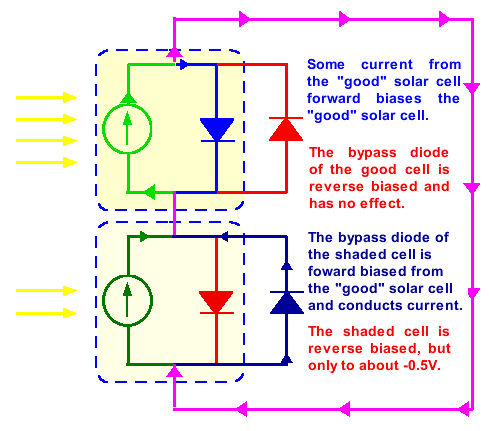 Some current from
the "good" solar cell
forward biases the
"good" solar cell.
The bypass diode
of the good cell is
reverse biased and
has no effect.
The bypass diode of
the shaded cell is
foward biased from
the "good" solar cell
and conducts current.
The shaded cell is
reverse biased, but
only to about -0.5V.